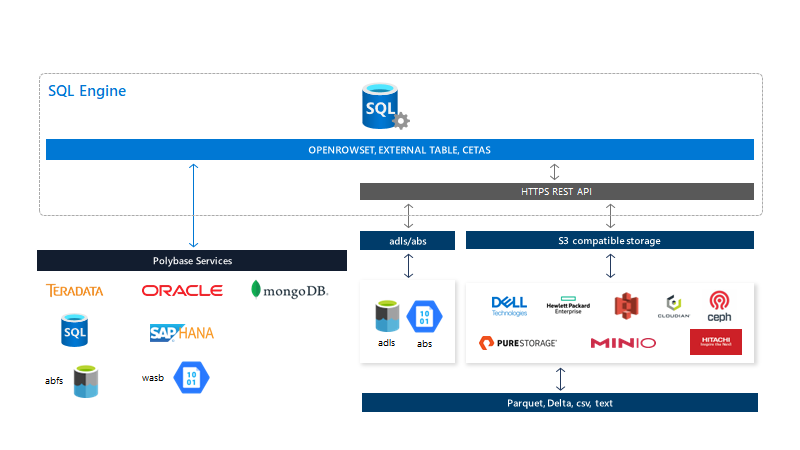 SQL Engine
SQL
OPENROWSET, EXTERNAL TABLE, CETAS
HTTPS REST API
adls/abs
S3 compatible storage
Polybase Services
TERADATA
ORACLE
mongoDB.
SQL
SAP HANA
abfs
wasb
10
01
10
01
adls
abs
DELL
Technologies
Hewlett Packard
Enterprise
CLOUDIAN
ceph
PURESTORAGE
MINIO
HITACHI
Inspire the Next
Parquet, Delta, csv, text